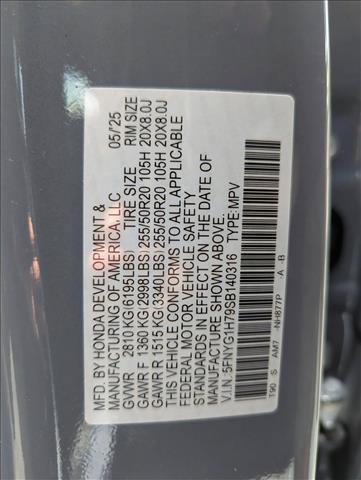 MFD. BY HONDA DEVELOPMENT & 05/'25
MANUFACTURING OF AMERICA, LLC.
GVWR 2810 KG(6195LBS) TIRE SIZE RIM SIZE
GAWR F 1360 KG(2998LBS)255/50R20 105H 20X8.0J
GAWR R 1515 KG(3340LBS)255/50R20 105H 20X8.0J
THIS VEHICLE CONFORMS TO ALL APPLICABLE
FEDERAL MOTOR VEHICLE SAFETY
STANDARDS IN EFFECT ON THE DATE OF
MANUFACTURE SHOWN ABOVE.
V.I.N.: 5FNYG1H79SB140316 TYPE: MPV
T90 S AM7 -NH877P -A -B